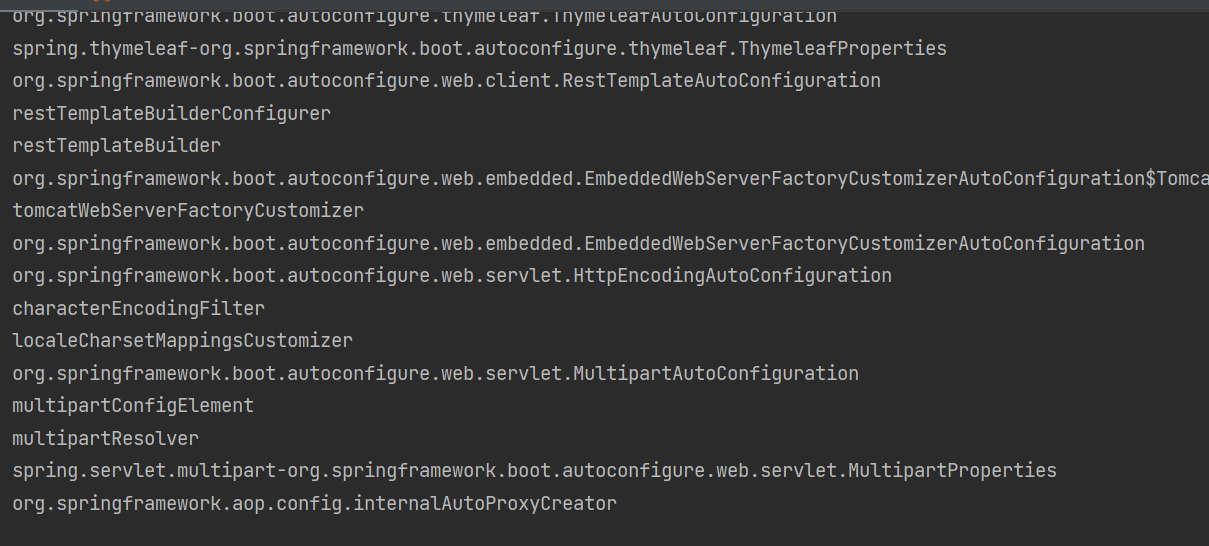 org.springframework.boot.autoconfigure.thymeleaf.ThymeleafAutoConfiguration
spring.thymeleaf-org.springframework.boot.autoconfigure.thymeleaf.ThymeleafProperties
org.springframework.boot.autoconfigure.web.client.RestTemplateAutoConfiguration
restTemplateBuilderConfigurer
restTemplateBuilder
org.springframework.boot.autoconfigure.web.embedded.EmbeddedWebServerFactoryCustomizerAutoConfiguration$Tomca
tomcatWebServerFactoryCustomizer
org.springframework.boot.autoconfigure.web.embedded.EmbeddedWebServerFactoryCustomizerAutoConfiguration
org.springframework.boot.autoconfigure.web.servlet.HttpEncodingAutoConfiguration
characterEncodingFilter
localeCharsetMappingsCustomizer
org.springframework.boot.autoconfigure.web.servlet.MultipartAutoConfiguration
multipartConfigElement
multipartResolver
spring.servlet.multipart-org.springframework.boot.autoconfigure.web.servlet.MultipartProperties
org.springframework.aop.config.internalAutoProxyCreator